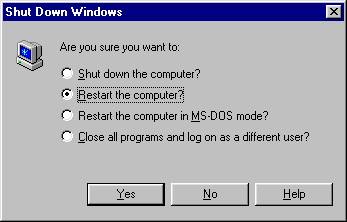 Shut Down Windows
Are you sure you want to:
Shut down the computer?
Restart the computer?
Restart the computer in MS-DOS mode?
Close all programs and log on as a different user?
Yes No Help